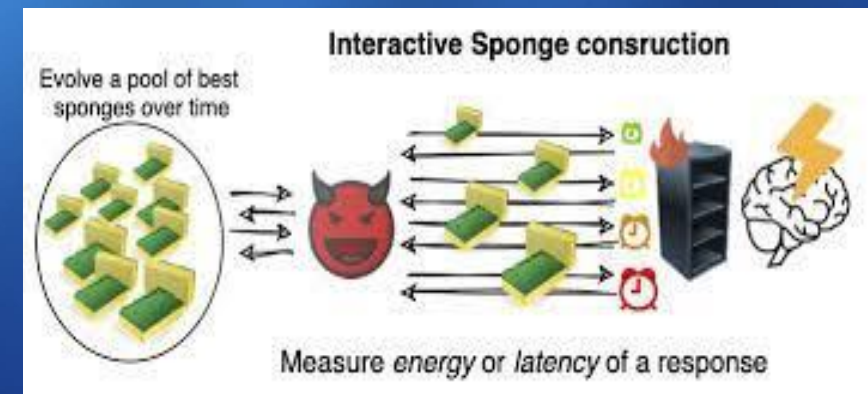 Interactive Sponge consruction
Evolve a pool of best
sponges over time
Measure energy or latency of a response